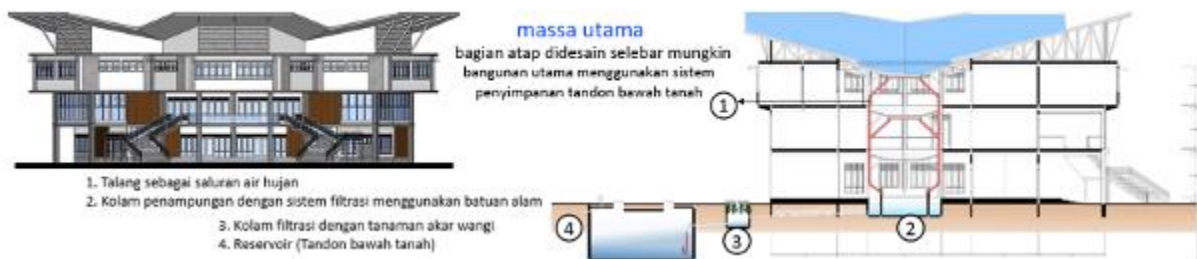 massa utama
bagian atap didesain selebar mungkin
bangunan utama menggunakan sistem
penyimpanan tandon bawah tanah
1
1. Talang sebagai saluran air hujan
2. Kolam penampungan dengan sistem filtrasi menggunakan batuan alam
3. Kolam filtrasi dengan tanaman akar wangi
4. Reservoir (Tandon bawah tanah)
4
3
2